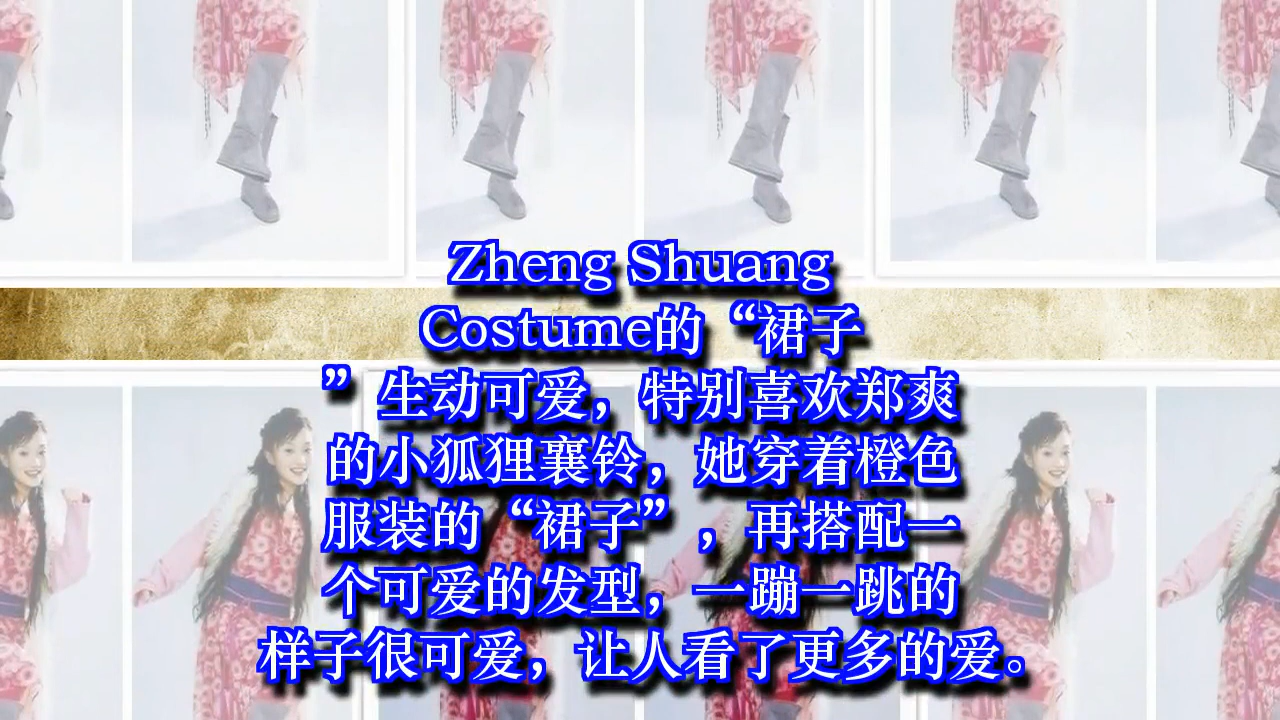 Zheng Shuang
Costume的“裙子
”生动可爱，特别喜欢郑爽
的小狐狸襄铃，她穿着橙色
服装的“裙子”，再搭配一
个可爱的发型，一蹦一跳的
样子很可爱，让人看了更多的爱。